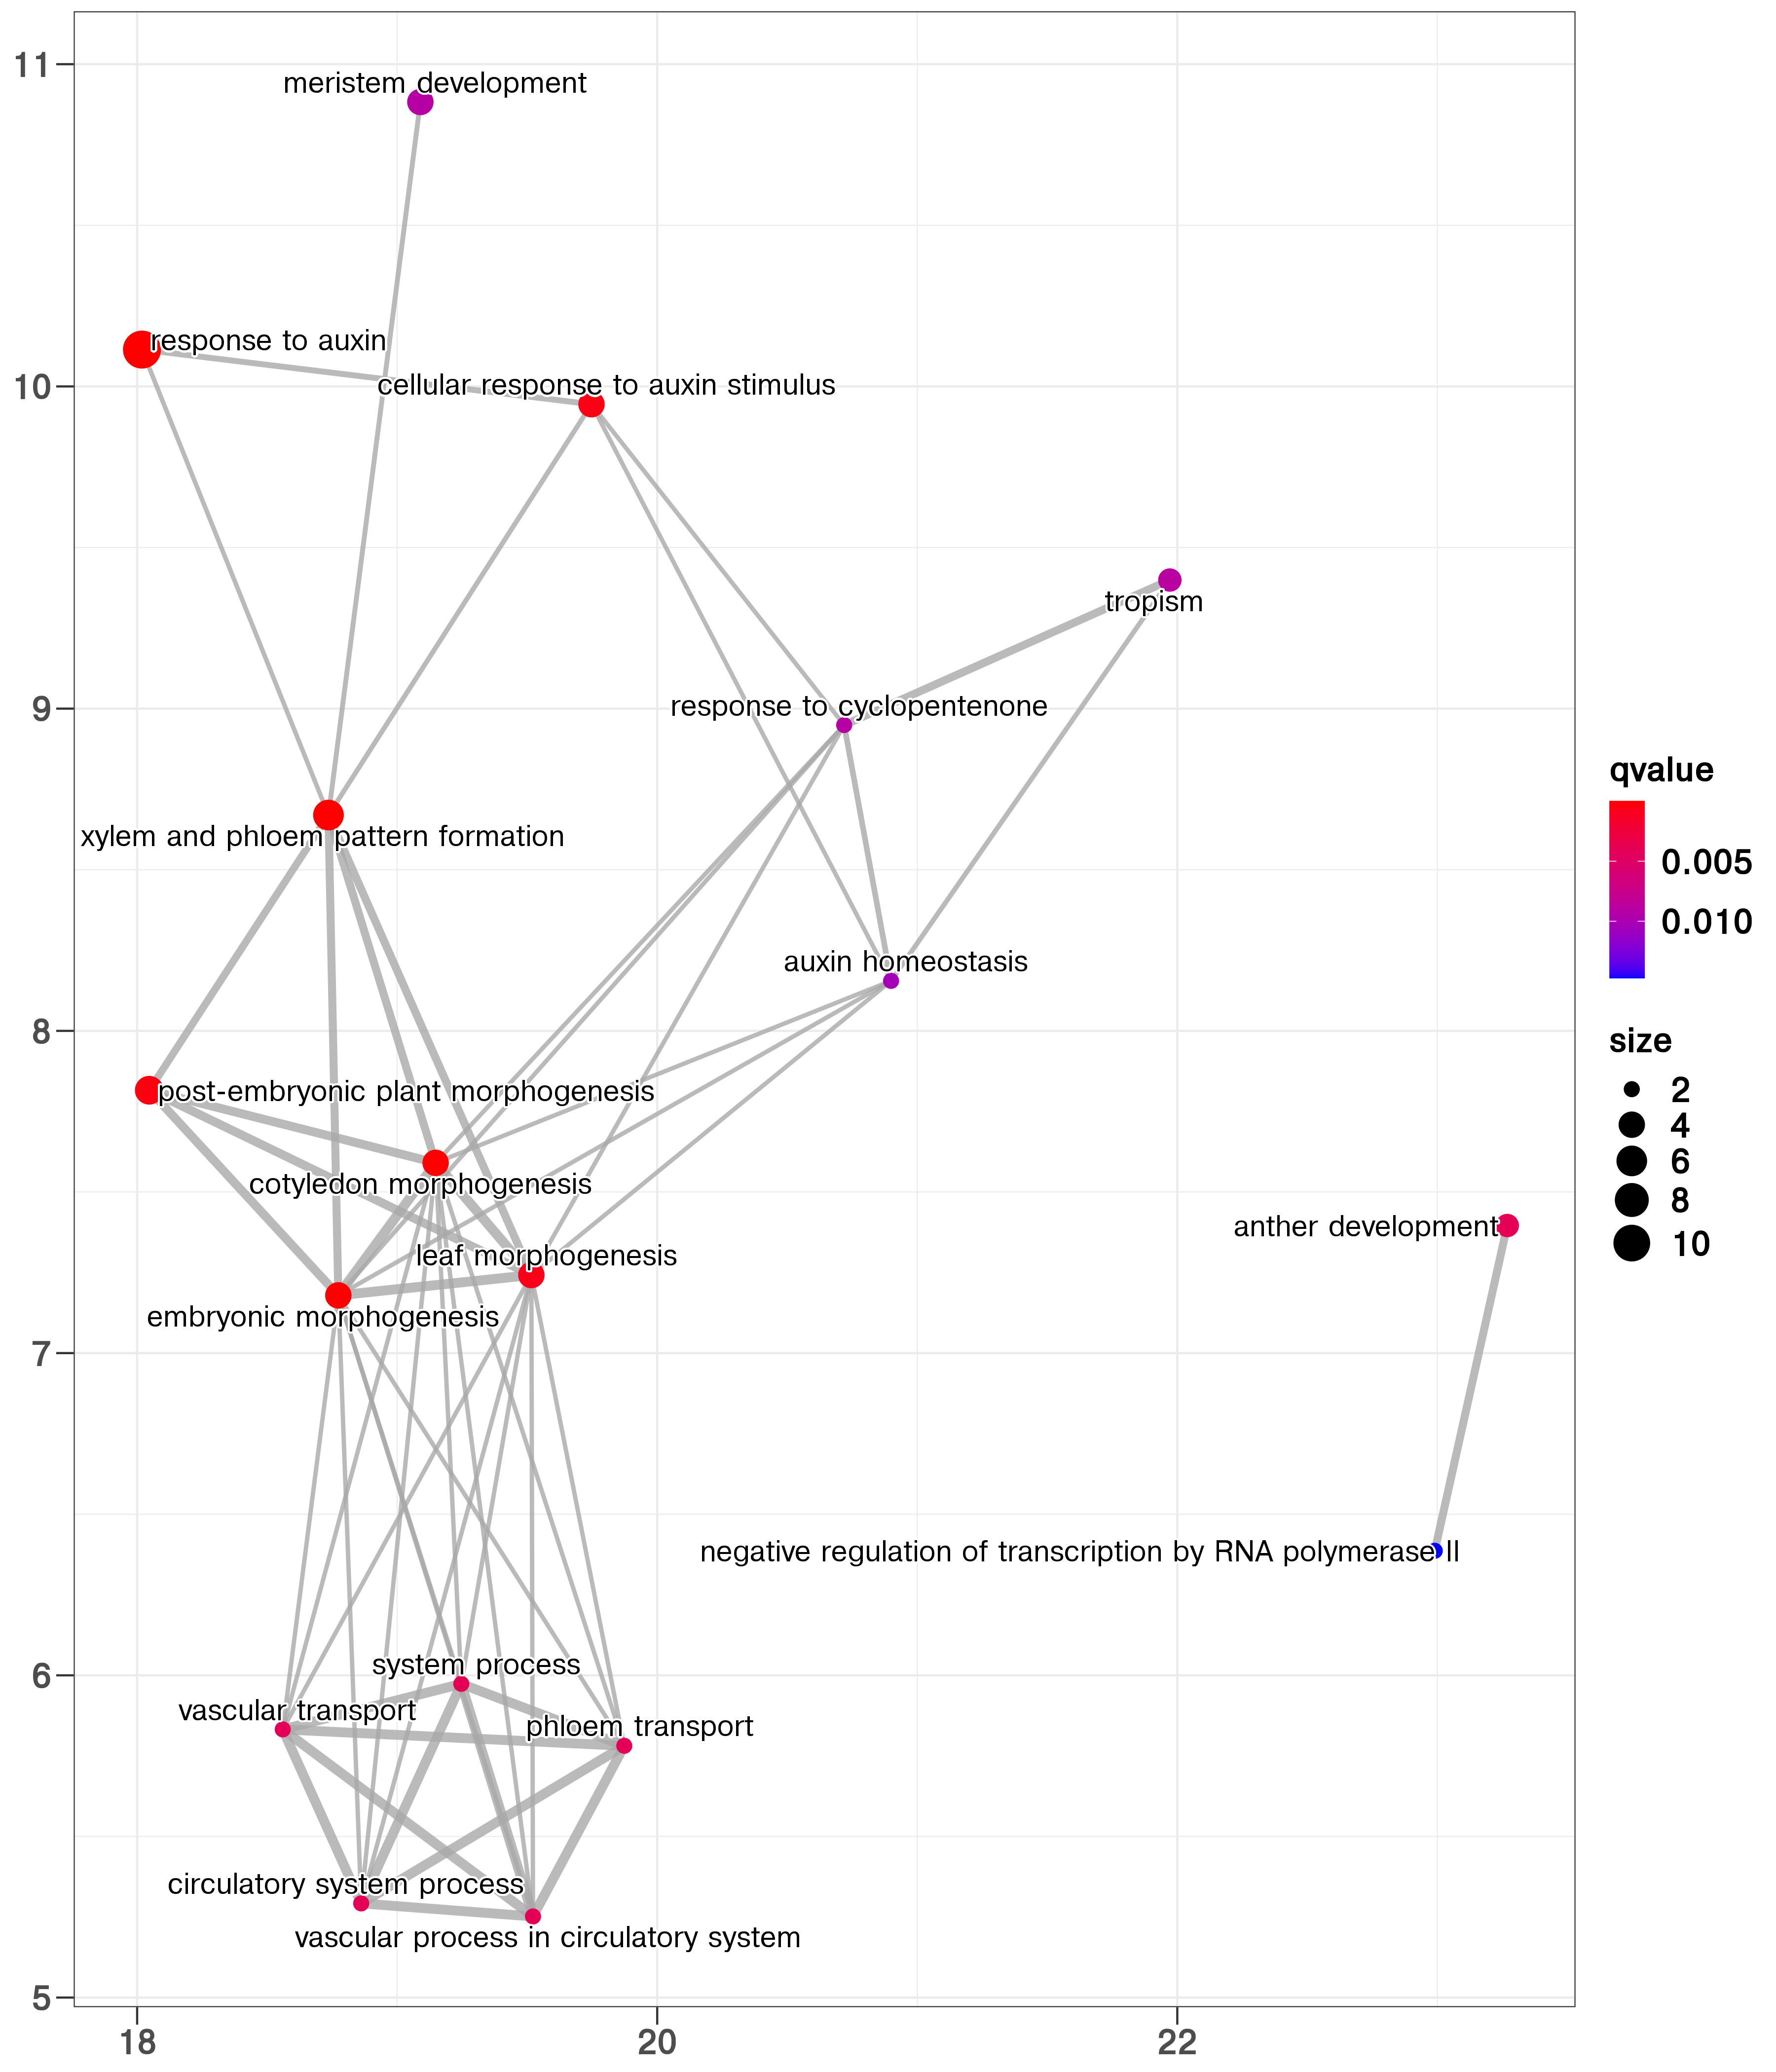 11
meristem development
response to auxin
10
cellular response to auxin stimulus
tropism
9
response to cyclopentenone
xylem and phloem pattern formation
auxin homeostasis
8
post-embryonic plant morphogenesis
cotyledon morphogenesis
anther development
leaf morphogenesis
embryonic morphogenesis
7
negative regulation of transcription by RNA polymerase II
6
system process
vascular transport
phloem transport
circulatory system process
vascular process in circulatory system
5
18
20
22
qvalue
0.005
0.010
size
2
4
6
8
10